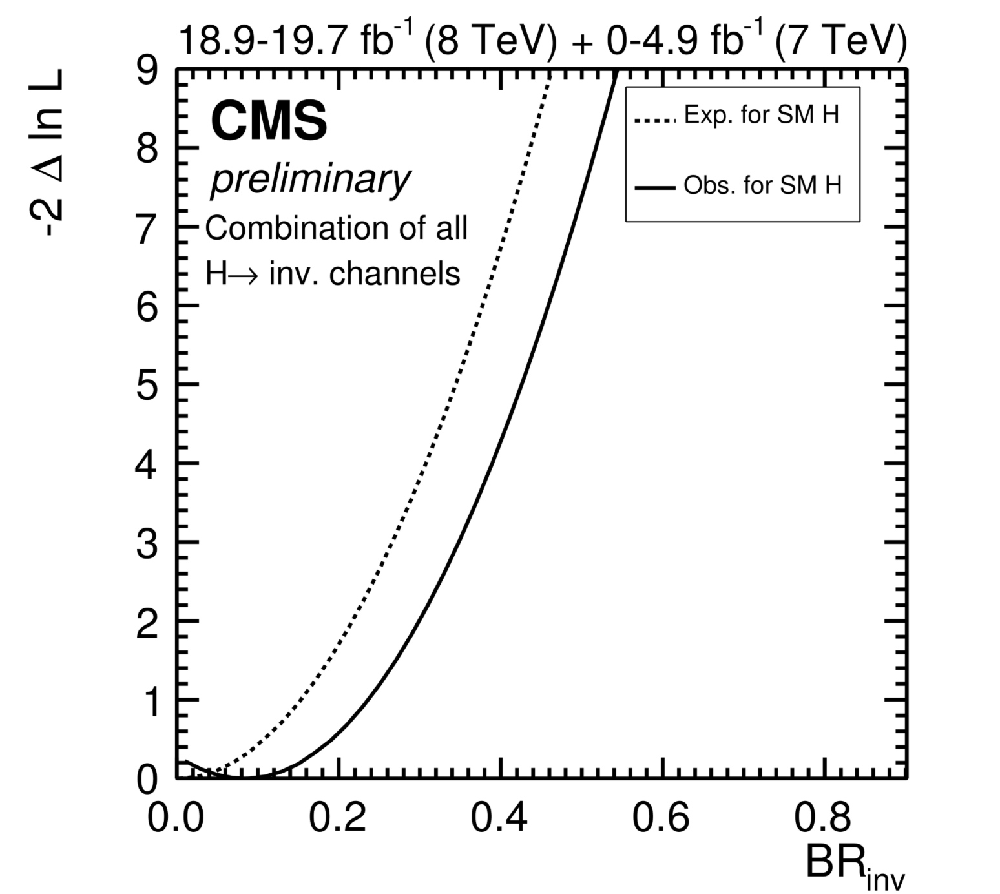 18.9-19.7 fb-1 (8 TeV) + 0-4.9 fb-1 (7 TeV)
-2 Δ ln L
9
8
7
6
5
4
3
2
1
0
CMS
preliminary
Combination of all
H→ inv. channels
Exp. for SM H
Obs. for SM H
0.0 0.2 0.4 0.6 0.8
BRinv